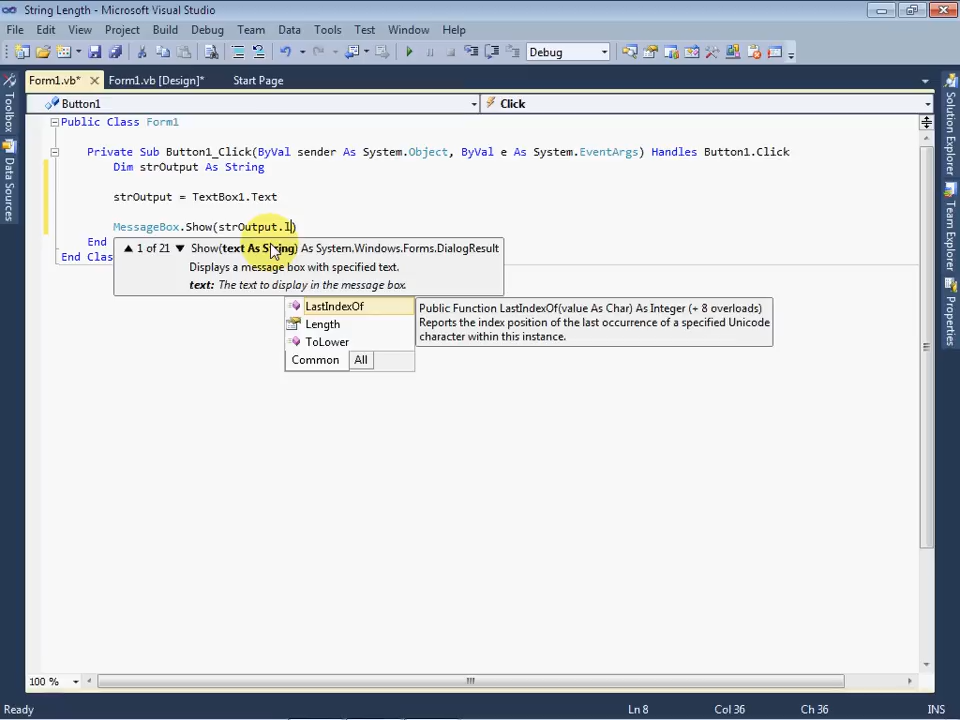 String Length - Microsoft Visual Studio
File Edit View Project Build Debug Team Data Tools Test Window Help
Debug
Form1.vb* Form1.vb [Design]* Start Page
Button1 Click
Public Class Form1
Private Sub Button1_Click(ByVal sender As System.Object, ByVal e As System.EventArgs) Handles Button1.Click
Dim strOutput As String
strOutput = TextBox1.Text
MessageBox.Show(strOutput.l)
End
End Clas
1 of 21 Show(text As String) As System.Windows.Forms.DialogResult
Displays a message box with specified text.
text: The text to display in the message box.
LastIndexOf
Length
ToLower
Common All
Public Function LastIndexOf(value As Char) As Integer (+ 8 overloads)
Reports the index position of the last occurrence of a specified Unicode
character within this instance.
Toolbox
Data Sources
Solution Explorer
Team Explorer
Properties
100 %
Ready Ln 8 Col 36 Ch 36 INS